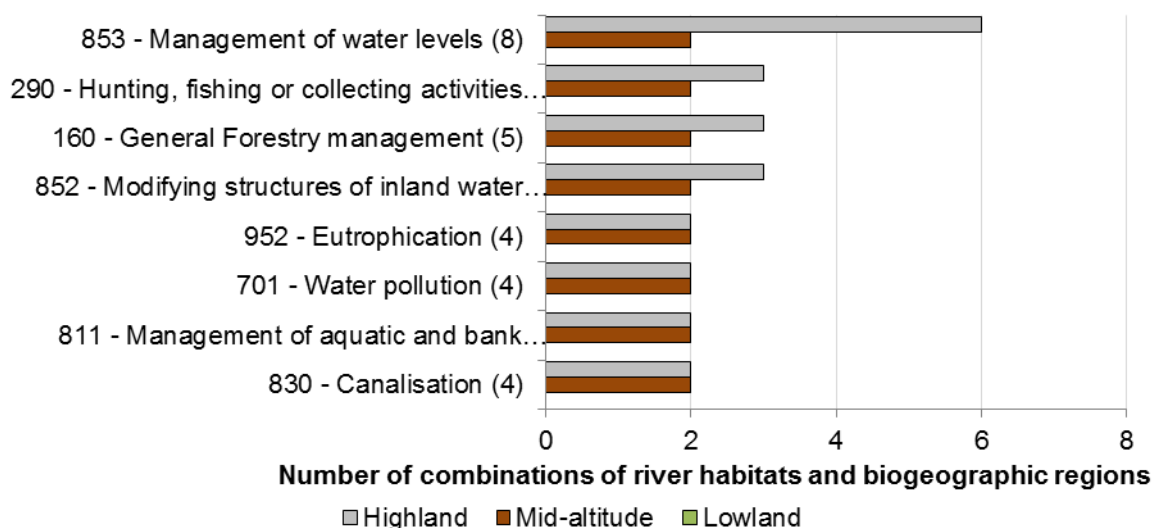 853 - Management of water levels (8)
290 - Hunting, fishing or collecting activities…
160 - General Forestry management (5)
852 - Modifying structures of inland water…
952 - Eutrophication (4)
701 - Water pollution (4)
811 - Management of aquatic and bank…
830 - Canalisation (4)
0 2 4 6 8
Number of combinations of river habitats and biogeographic regions
Highland Mid-altitude Lowland